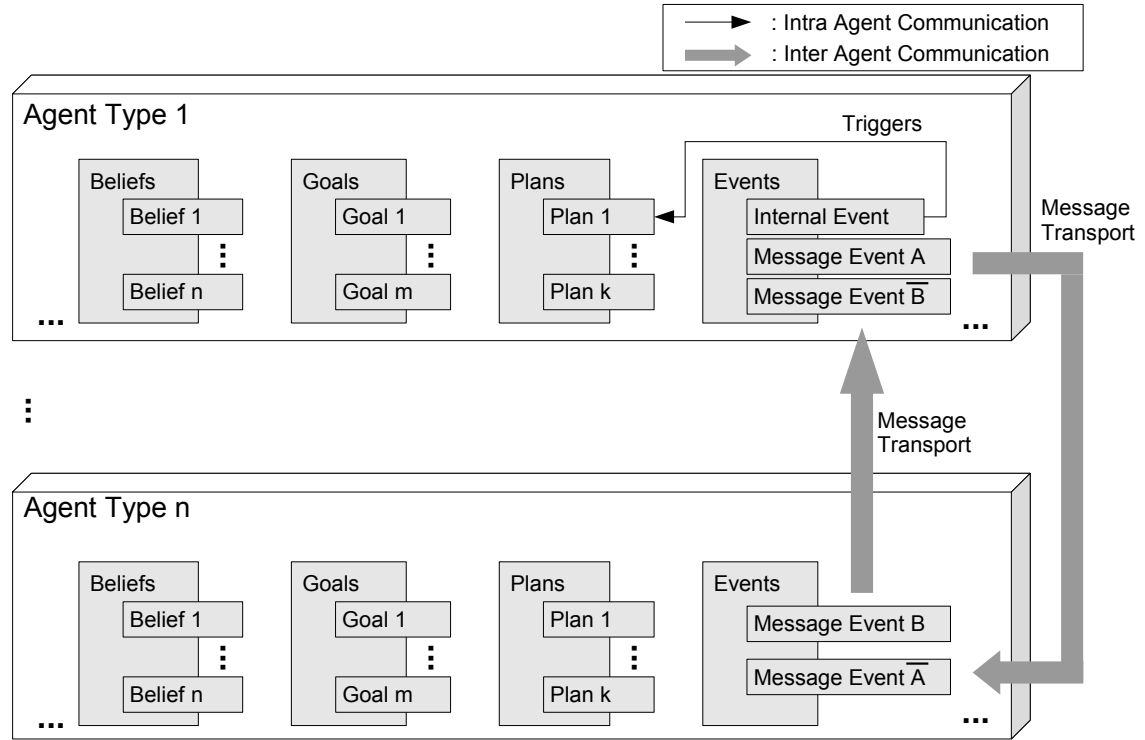 : Intra Agent Communication
: Inter Agent Communication
Agent Type 1
Triggers
Beliefs
Goals
Plans
Events
Belief 1
Goal 1
Plan 1
Internal Event
Message
Transport
Message Event A
Belief n
Goal m
Plan k
Message Event B̅
...
...
Message
Transport
Agent Type n
Beliefs
Goals
Plans
Events
Belief 1
Goal 1
Plan 1
Message Event B
Belief n
Goal m
Plan k
Message Event A̅
...
...